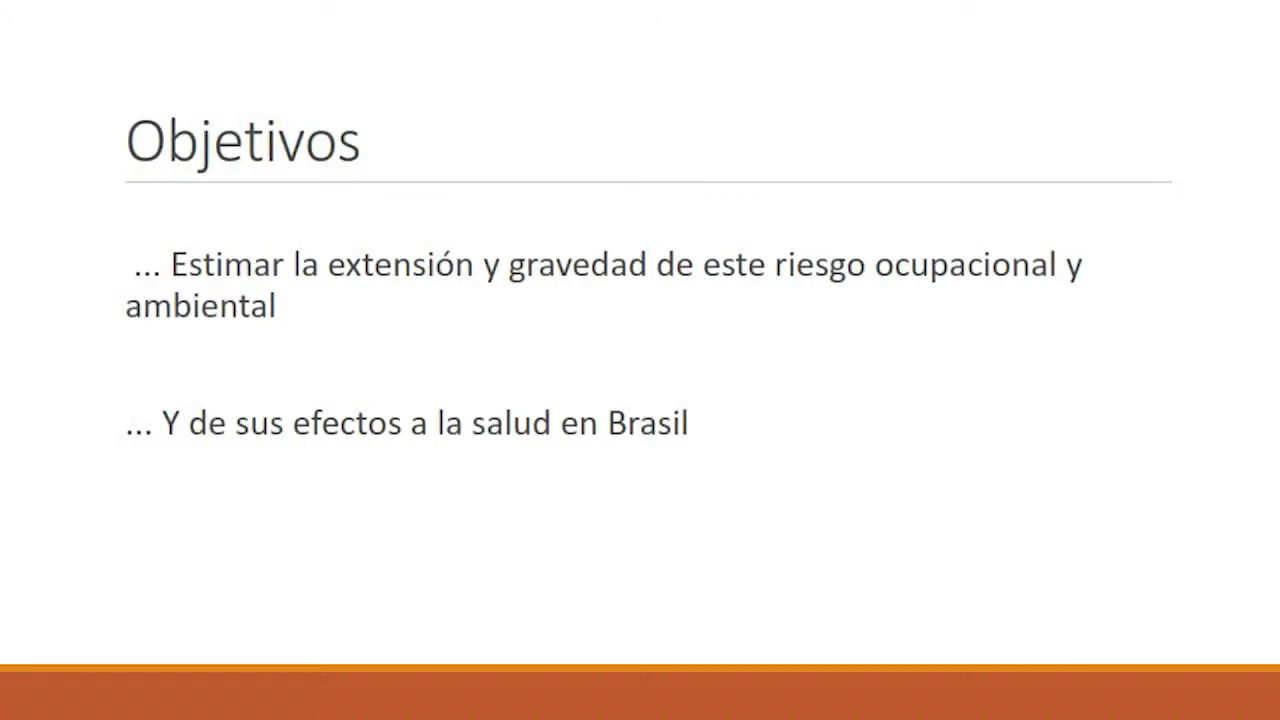 Objetivos
... Estimar la extensión y gravedad de este riesgo ocupacional y
ambiental
... Y de sus efectos a la salud en Brasil